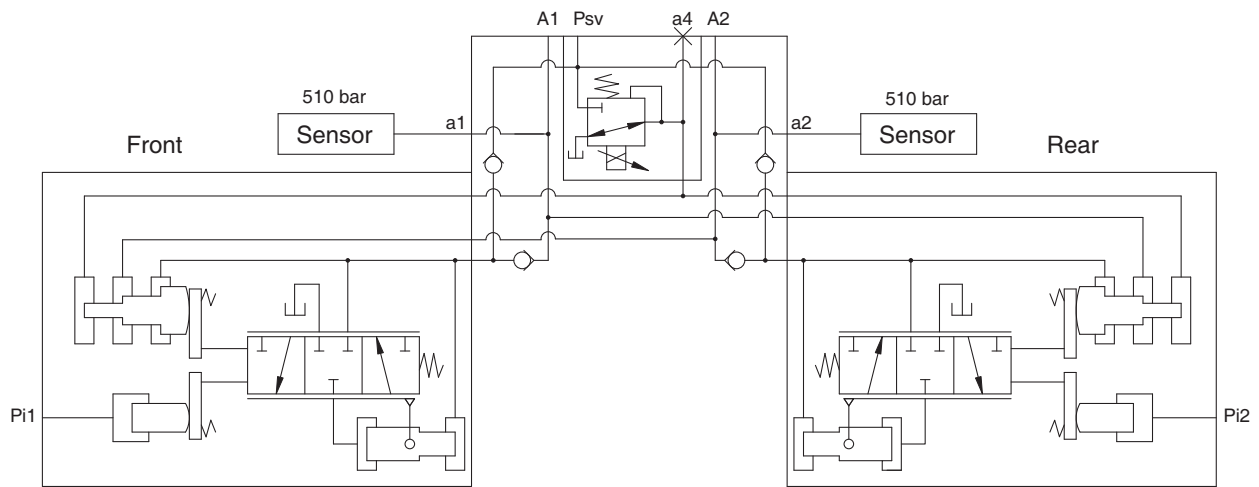 A1 Psv a4 A2
510 bar
510 bar
Sensor
a1
a2
Sensor
Front
Rear
Pi1
Pi2